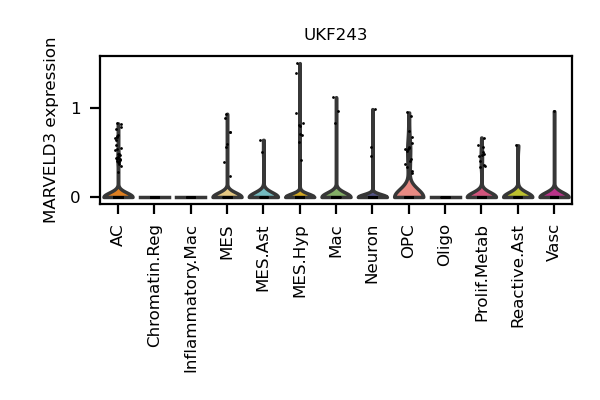 UKF243
MARVELD3 expression
1
0
AC
Chromatin.Reg
Inflammatory.Mac
MES
MES.Ast
MES.Hyp
Mac
Neuron
OPC
Oligo
Prolif.Metab
Reactive.Ast
Vasc